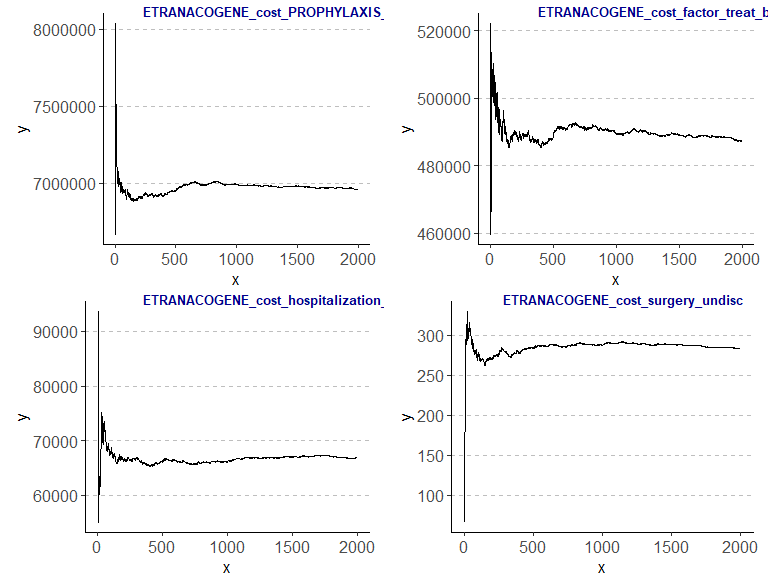 ETRANACOGENE_cost_PROPHYLAXIS_
8000000
7500000
7000000
y
0 500 1000 1500 2000
x
ETRANACOGENE_cost_factor_treat_b
520000
500000
480000
460000
y
0 500 1000 1500 2000
x
ETRANACOGENE_cost_hospitalization_
90000
80000
70000
60000
y
0 500 1000 1500 2000
x
ETRANACOGENE_cost_surgery_undisc
300
250
200
150
100
y
0 500 1000 1500 2000
x